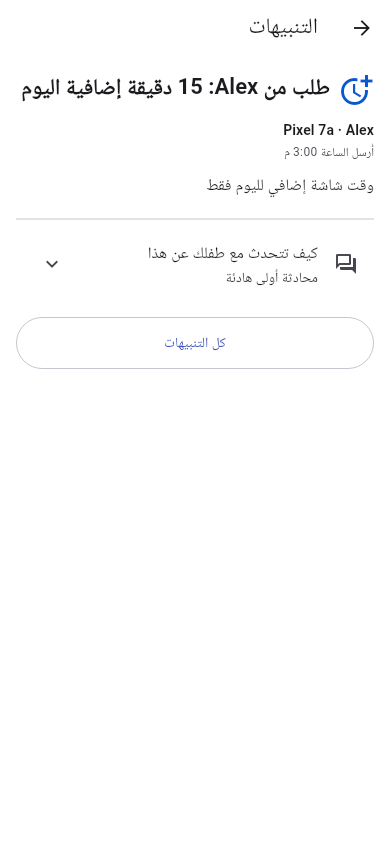 التنبيهات
طلب من Alex:‏ 15 دقيقة إضافية اليوم
Pixel 7a · Alex
أرسل الساعة 3:00 م
وقت شاشة إضافي لليوم فقط
كيف تتحدث مع طفلك عن هذا
محادثة أولى هادئة
كل التنبيهات